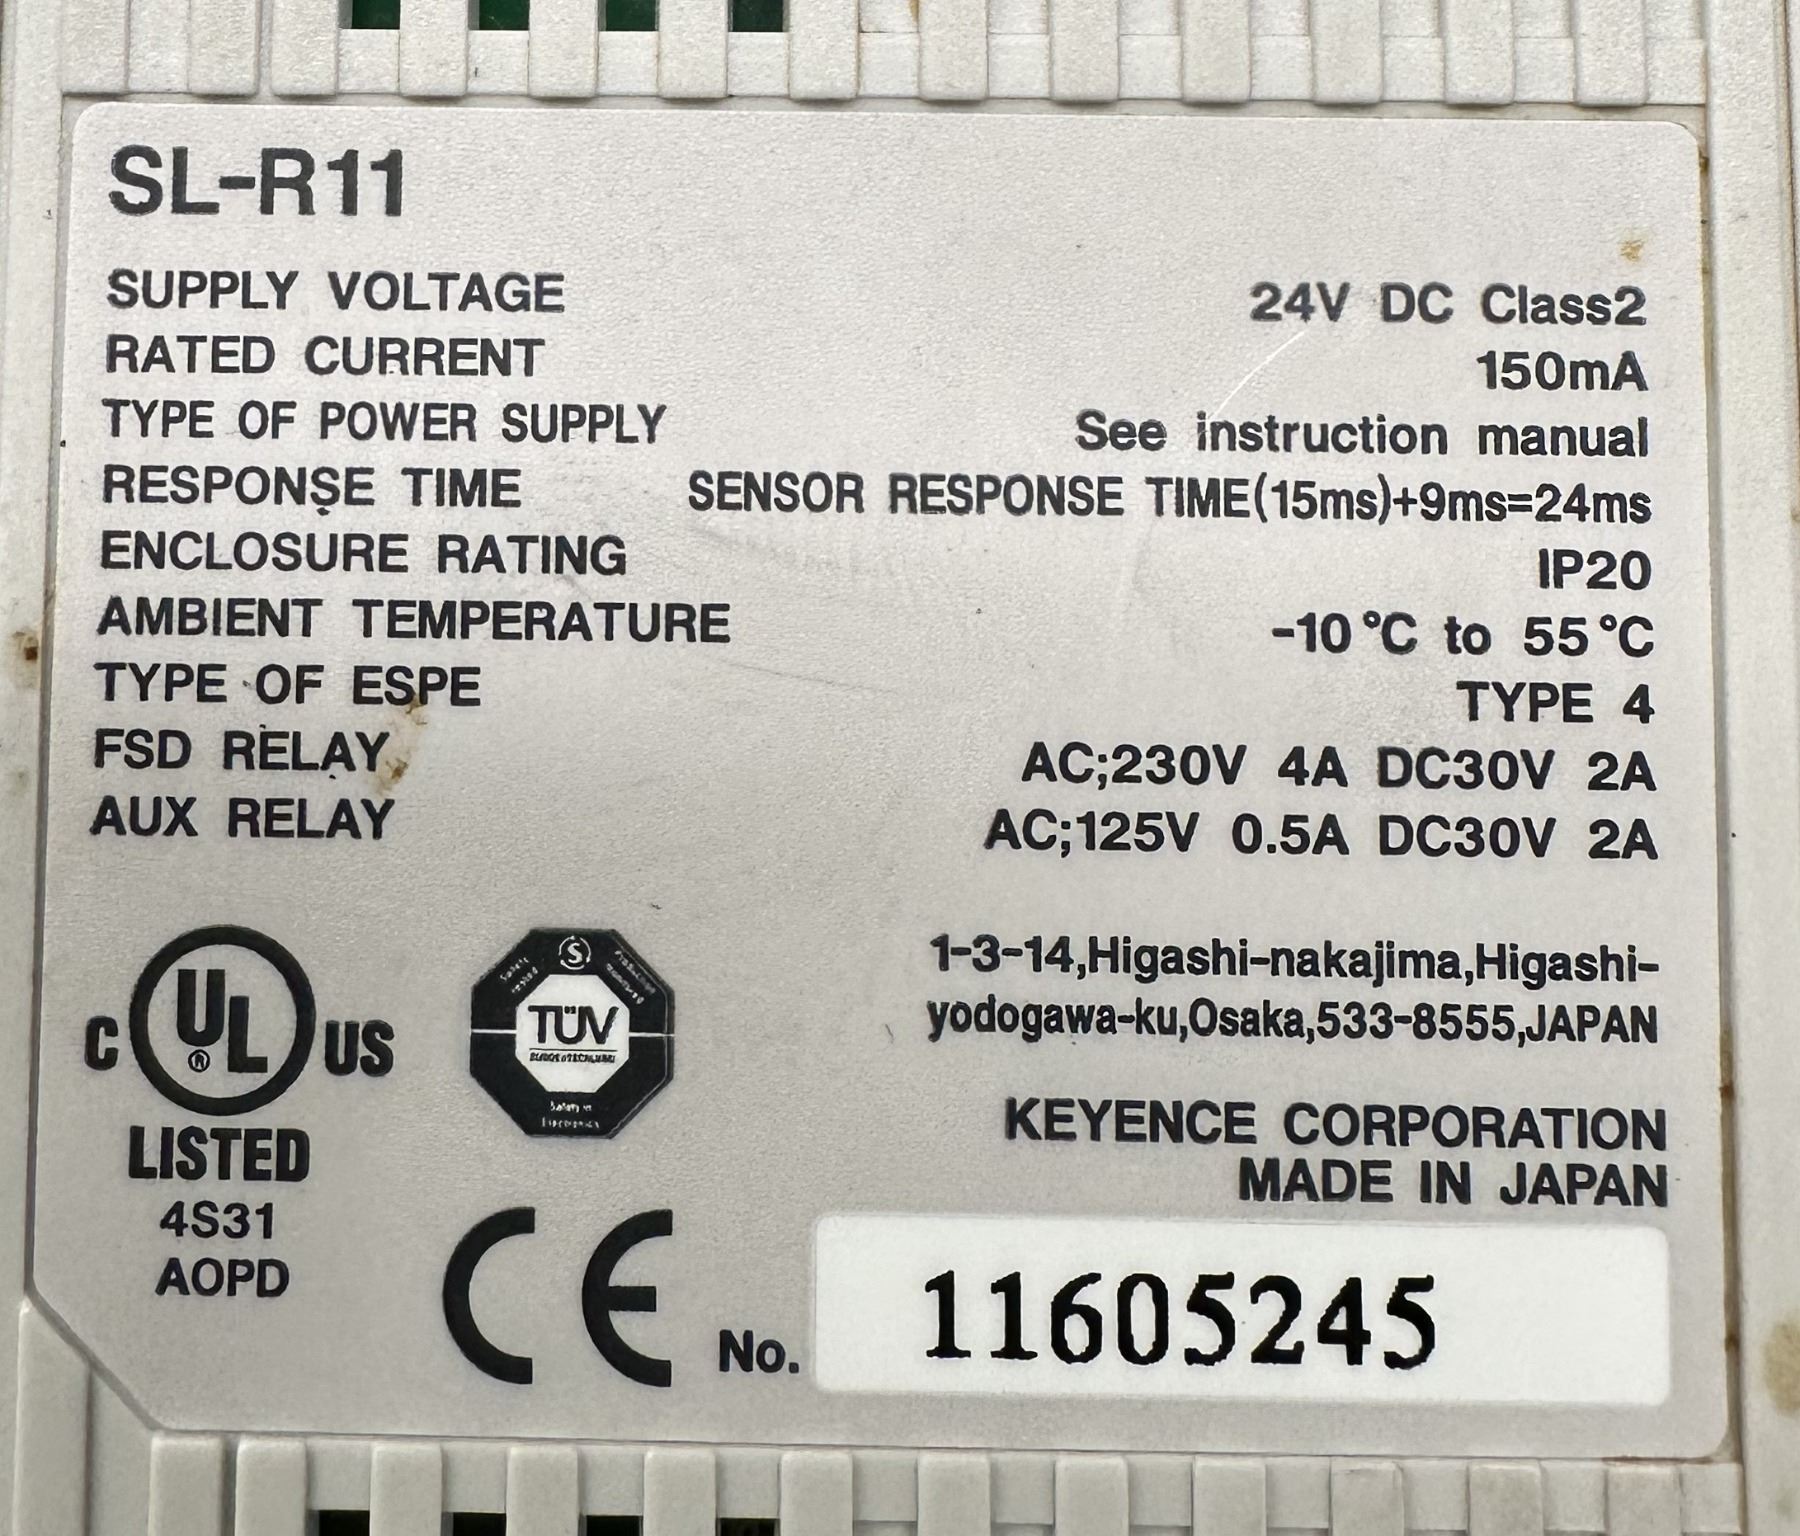 SL-R11
SUPPLY VOLTAGE 24V DC Class2
RATED CURRENT 150mA
TYPE OF POWER SUPPLY See instruction manual
RESPONSE TIME SENSOR RESPONSE TIME(15ms)+9ms=24ms
ENCLOSURE RATING IP20
AMBIENT TEMPERATURE -10°C to 55°C
TYPE OF ESPE TYPE 4
FSD RELAY AC;230V 4A DC30V 2A
AUX RELAY AC;125V 0.5A DC30V 2A
1-3-14,Higashi-nakajima,Higashi-
yodogawa-ku,Osaka,533-8555,JAPAN
C UL® US
LISTED
4S31
AOPD
S
TÜV
Safety in
KEYENCE CORPORATION
MADE IN JAPAN
CE
No. 11605245